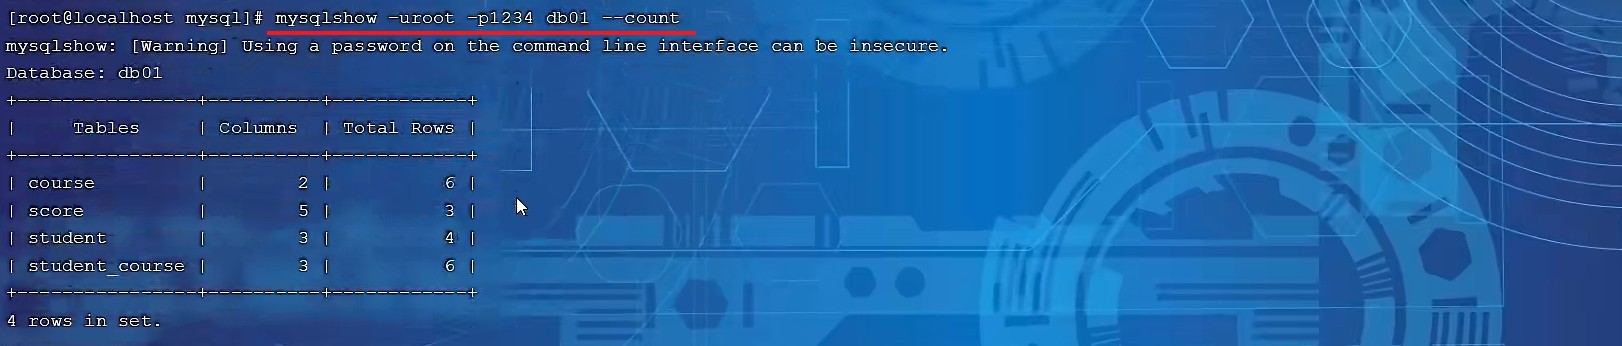 [root@localhost mysql]# mysqlshow -uroot -p1234 db01 --count
mysqlshow: [Warning] Using a password on the command line interface can be insecure.
Database: db01
+----------------+----------+------------+
|     Tables     | Columns  | Total Rows |
+----------------+----------+------------+
| course         |        2 |          6 |
| score          |        5 |          3 |
| student        |        3 |          4 |
| student_course |        3 |          6 |
+----------------+----------+------------+
4 rows in set.